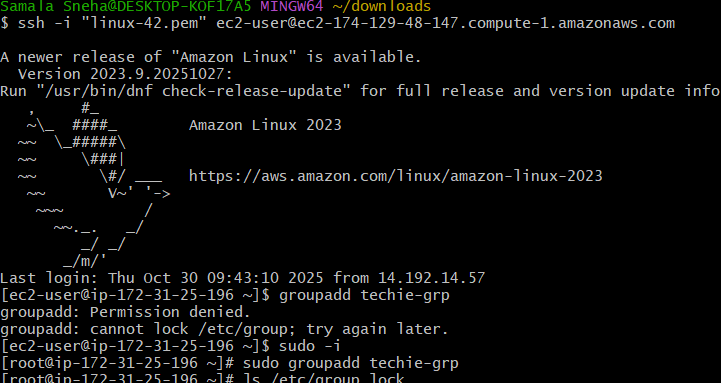 Samala Sneha@DESKTOP-KOF17A5 MINGW64 ~/downloads
$ ssh -i "linux-42.pem" ec2-user@ec2-174-129-48-147.compute-1.amazonaws.com
A newer release of "Amazon Linux" is available.
  Version 2023.9.20251027:
Run "/usr/bin/dnf check-release-update" for full release and version update info
   ,     #_
   ~\_  ####_        Amazon Linux 2023
  ~~  \_#####\
  ~~     \###|
  ~~       \#/ ___   https://aws.amazon.com/linux/amazon-linux-2023
   ~~       V~' '->
    ~~~         /
      ~~._.   _/
         _/ _/
       _/m/'
Last login: Thu Oct 30 09:43:10 2025 from 14.192.14.57
[ec2-user@ip-172-31-25-196 ~]$ groupadd techie-grp
groupadd: Permission denied.
groupadd: cannot lock /etc/group; try again later.
[ec2-user@ip-172-31-25-196 ~]$ sudo -i
[root@ip-172-31-25-196 ~]# sudo groupadd techie-grp
[root@ip-172-31-25-196 ~]# ls /etc/group.lock